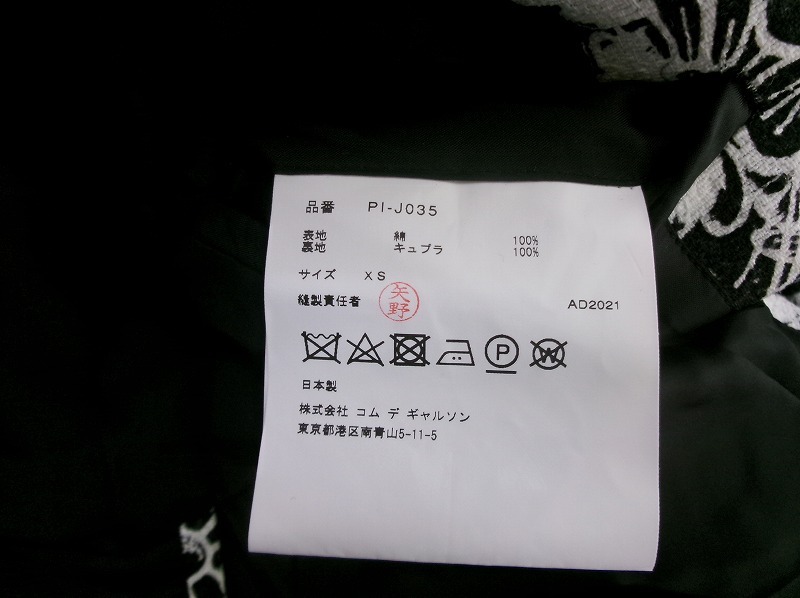 品番 PI-J035
表地 綿 100%
裏地 キュプラ 100%
サイズ XS
縫製責任者 矢野 AD2021
P W
日本製
株式会社 コム デ ギャルソン
東京都港区南青山5-11-5